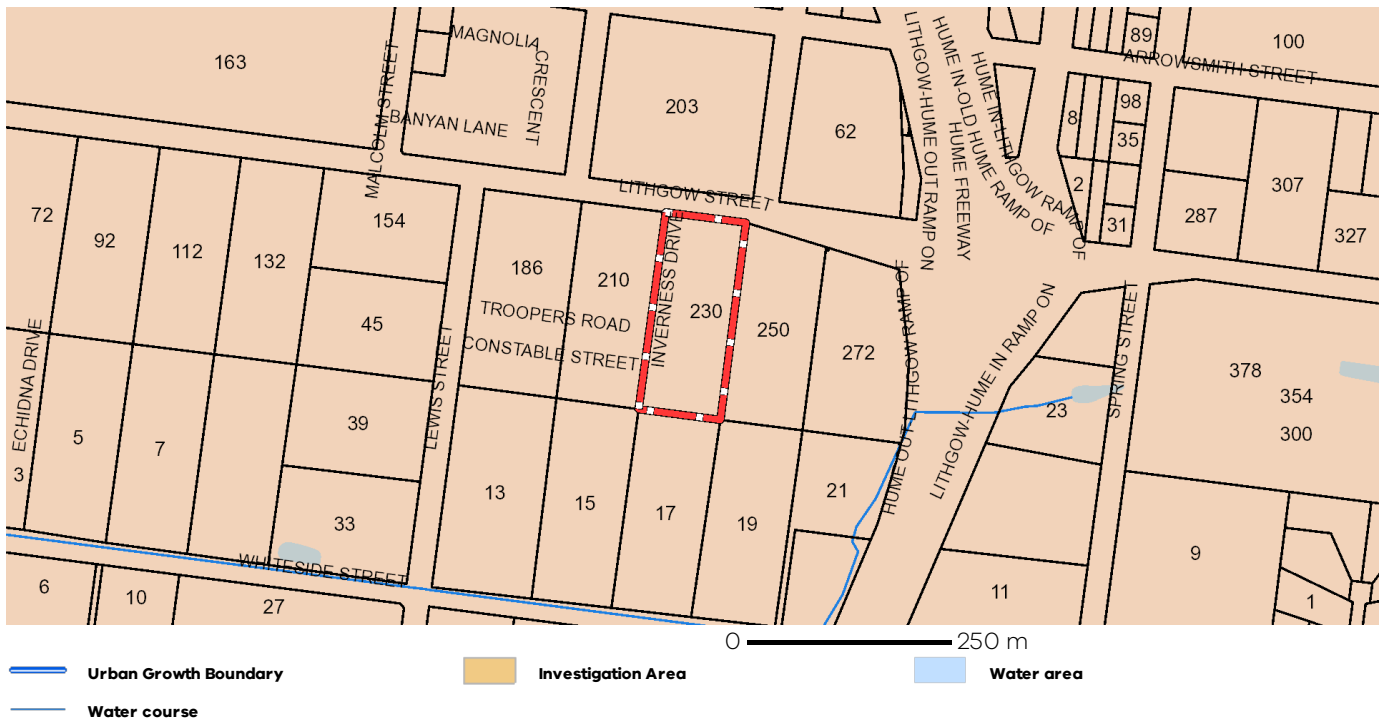 163
MALCOLM STREET
MAGNOLIA
CRESCENT
BANYAN LANE
203
62
LITHGOW-HUME OUT RAMP ON
HUME FREEWAY
HUME IN-OLD HUME RAMP OF
HUME IN-LITHGOW RAMP OF
89
100
ARROWSMITH STREET
98
8
35
2
31
287
307
327
72
92
112
132
154
45
LITHGOW STREET
186
210
INVERNESS DRIVE
230
250
272
TROOPERS ROAD
CONSTABLE STREET
HUME OUT-LITHGOW RAMP OF
LITHGOW-HUME IN RAMP ON
SPRING STREET
23
378
354
300
ECHIDNA DRIVE
3
5
7
39
33
LEWIS STREET
13
15
17
19
21
9
11
1
WHITESIDE STREET
6
10
27
0 250 m
Urban Growth Boundary
Investigation Area
Water area
Water course